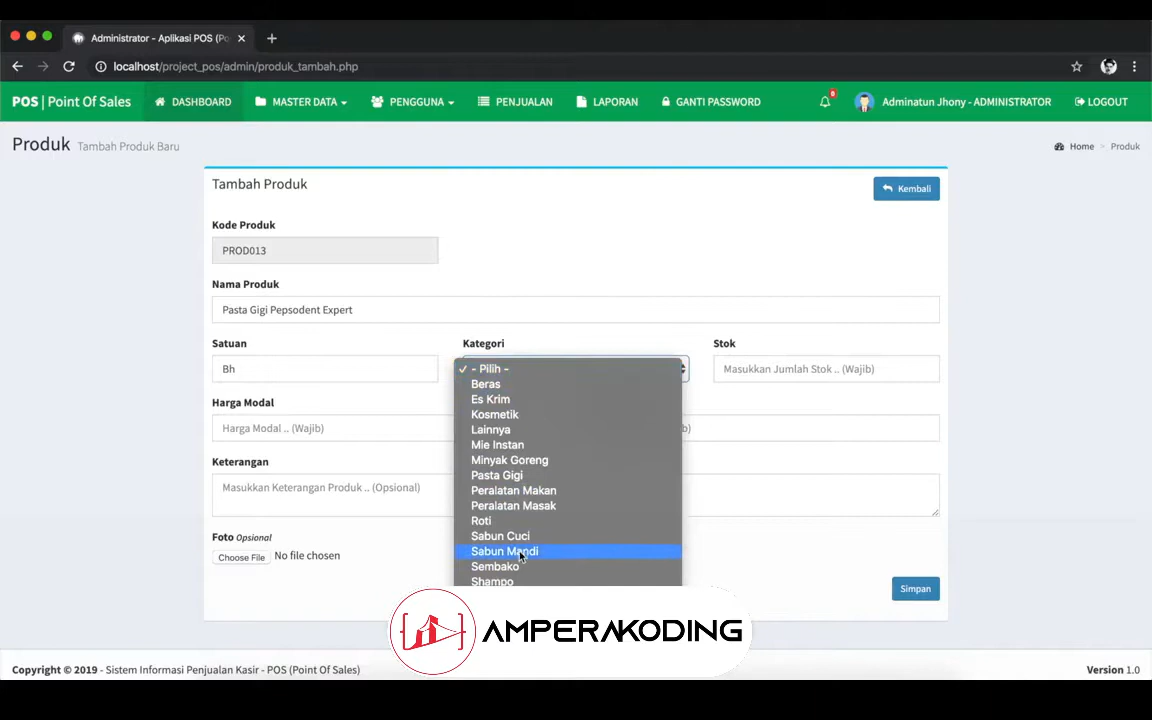 Administrator - Aplikasi POS (Po
localhost/project_pos/admin/produk_tambah.php
POS | Point Of Sales DASHBOARD MASTER DATA PENGGUNA PENJUALAN LAPORAN GANTI PASSWORD 0 Adminatun Jhony - ADMINISTRATOR LOGOUT
Produk Tambah Produk Baru
Home > Produk
Tambah Produk
Kembali
Kode Produk
PROD013
Nama Produk
Pasta Gigi Pepsodent Expert
Satuan Kategori Stok
Bh
Masukkan Jumlah Stok .. (Wajib)
- Pilih -
Beras
Es Krim
Kosmetik
Lainnya
Mie Instan
Minyak Goreng
Pasta Gigi
Peralatan Makan
Peralatan Masak
Roti
Sabun Cuci
Sabun Mandi
Sembako
Shampo
Harga Modal
Harga Modal .. (Wajib)
Keterangan
Masukkan Keterangan Produk .. (Opsional)
Foto Opsional
Choose File No file chosen
Simpan
AMPERAKODING
Copyright © 2019 - Sistem Informasi Penjualan Kasir - POS (Point Of Sales)
Version 1.0